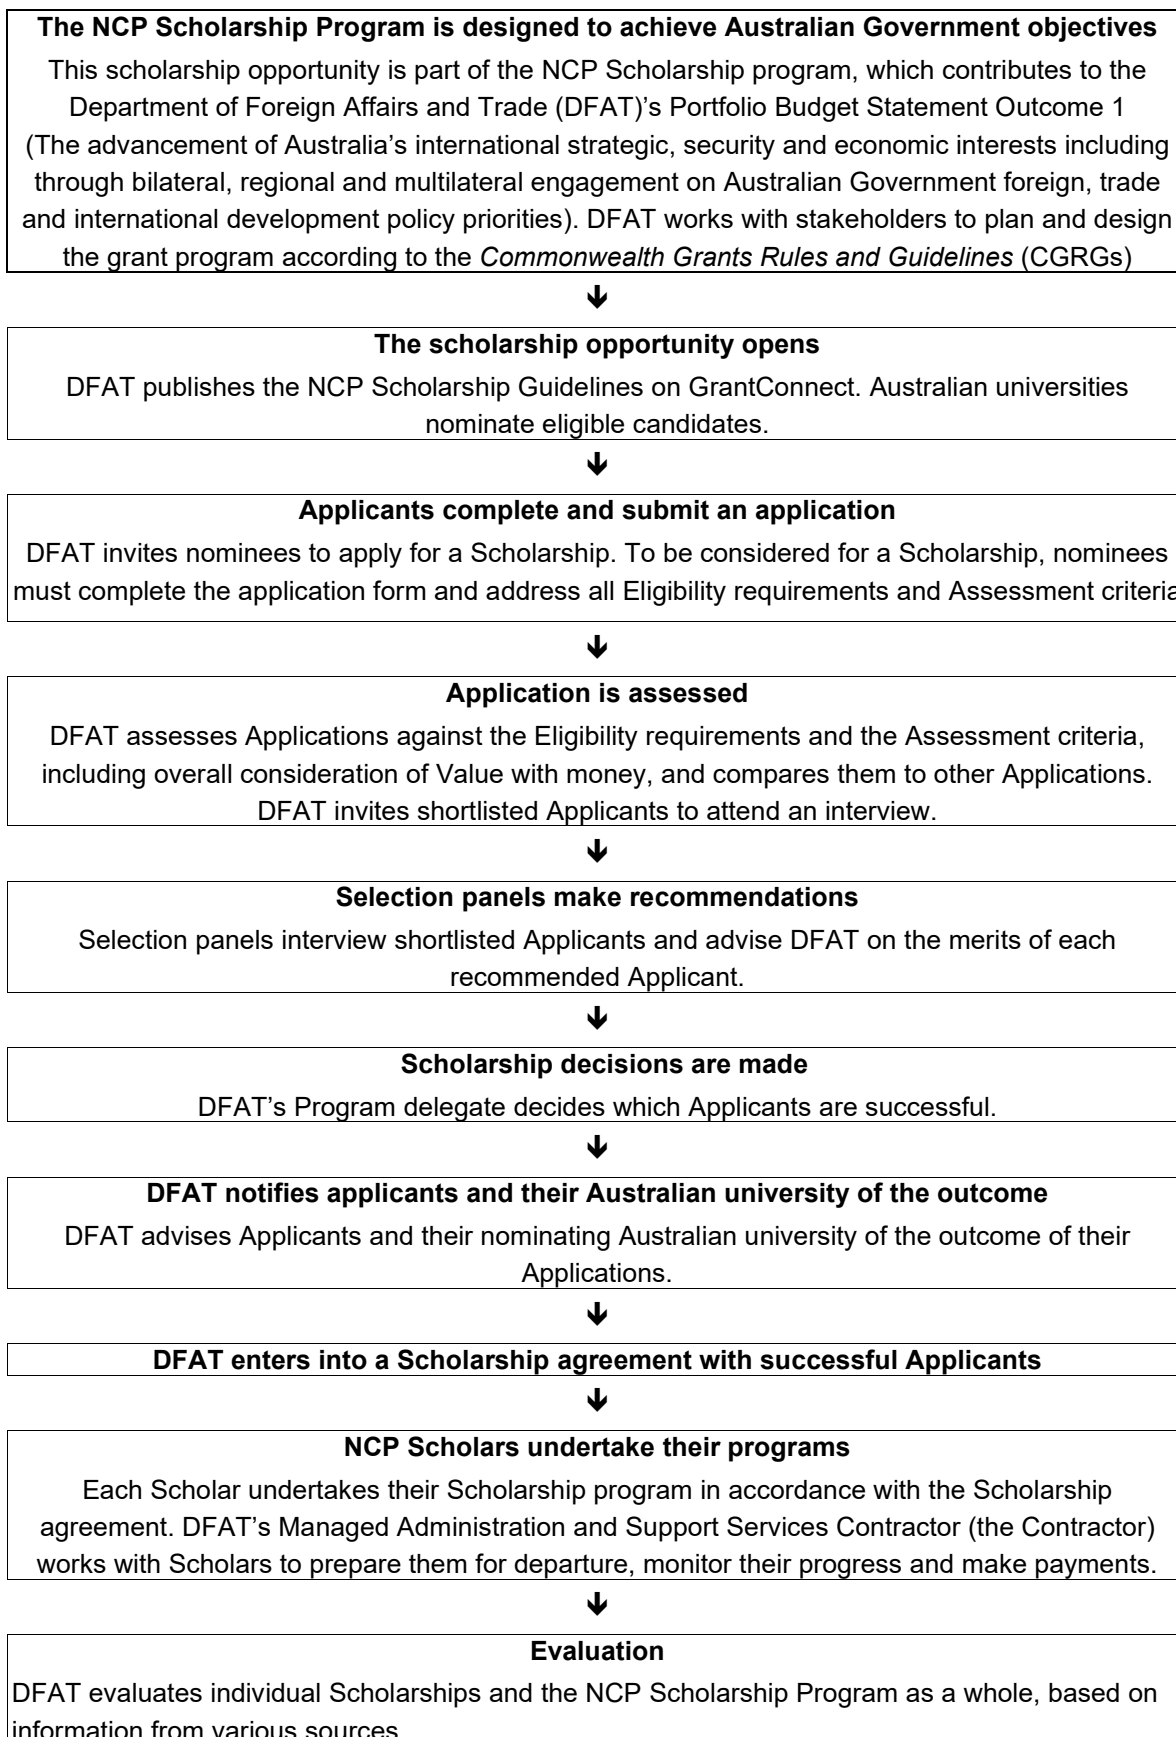 The NCP Scholarship Program is designed to achieve Australian Government objectives
This scholarship opportunity is part of the NCP Scholarship program, which contributes to the
Department of Foreign Affairs and Trade (DFAT)'s Portfolio Budget Statement Outcome 1
(The advancement of Australia's international strategic, security and economic interests including
through bilateral, regional and multilateral engagement on Australian Government foreign, trade
and international development policy priorities). DFAT works with stakeholders to plan and design
the grant program according to the Commonwealth Grants Rules and Guidelines (CGRGs)
The scholarship opportunity opens
DFAT publishes the NCP Scholarship Guidelines on GrantConnect. Australian universities
nominate eligible candidates.
Applicants complete and submit an application
DFAT invites nominees to apply for a Scholarship. To be considered for a Scholarship, nominees
must complete the application form and address all Eligibility requirements and Assessment criteria
Application is assessed
DFAT assesses Applications against the Eligibility requirements and the Assessment criteria,
including overall consideration of Value with money, and compares them to other Applications.
DFAT invites shortlisted Applicants to attend an interview.
Selection panels make recommendations
Selection panels interview shortlisted Applicants and advise DFAT on the merits of each
recommended Applicant.
Scholarship decisions are made
DFAT's Program delegate decides which Applicants are successful.
DFAT notifies applicants and their Australian university of the outcome
DFAT advises Applicants and their nominating Australian university of the outcome of their
Applications.
DFAT enters into a Scholarship agreement with successful Applicants
NCP Scholars undertake their programs
Each Scholar undertakes their Scholarship program in accordance with the Scholarship
agreement. DFAT's Managed Administration and Support Services Contractor (the Contractor)
works with Scholars to prepare them for departure, monitor their progress and make payments.
Evaluation
DFAT evaluates individual Scholarships and the NCP Scholarship Program as a whole, based on
information from various sources